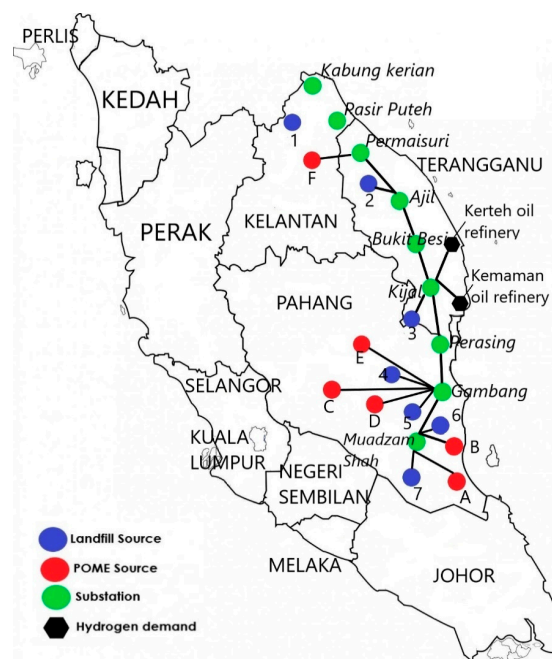 PERLIS
Kabung kerian
KEDAH
Pasir Puteh
1
Permaisuri
TERANGGANU
F
2
Ajil
KELANTAN
PERAK
Bukit Besi
Kerteh oil
refinery
Kemaman
oil refinery
Kijal
PAHANG
3
E
Perasing
4
SELANGOR
C
D
Gambang
5
6
KUALA
LUMPUR
Muadzam
Shah
B
NEGERI
SEMBILAN
7
A
MELAKA
JOHOR
Landfill Source
POME Source
Substation
Hydrogen demand